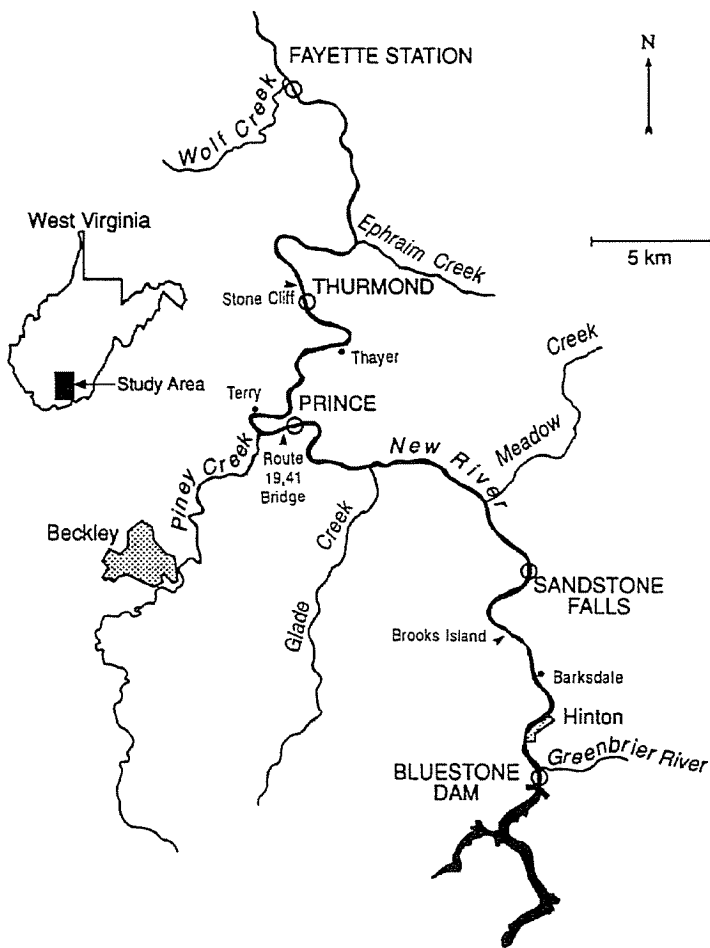 FAYETTE STATION
N
Wolf Creek
West Virginia
Ephraim Creek
5 km
THURMOND
Stone Cliff
Study Area
Thayer
Creek
Meadow
Terry
PRINCE
New River
Piney Creek
Route
19,41
Bridge
Beckley
Creek
Glade
SANDSTONE
FALLS
Brooks Island
Barksdale
Hinton
Greenbrier River
BLUESTONE
DAM